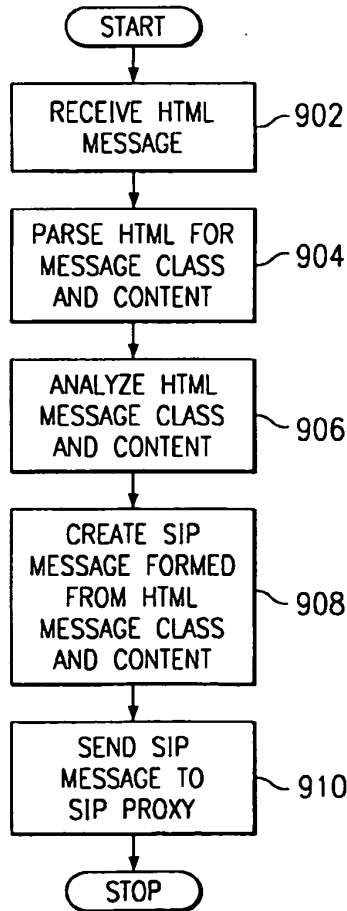 START
RECEIVE HTML
MESSAGE
902
PARSE HTML FOR
MESSAGE CLASS
AND CONTENT
904
ANALYZE HTML
MESSAGE CLASS
AND CONTENT
906
CREATE SIP
MESSAGE FORMED
FROM HTML
MESSAGE CLASS
AND CONTENT
908
SEND SIP
MESSAGE TO
SIP PROXY
910
STOP